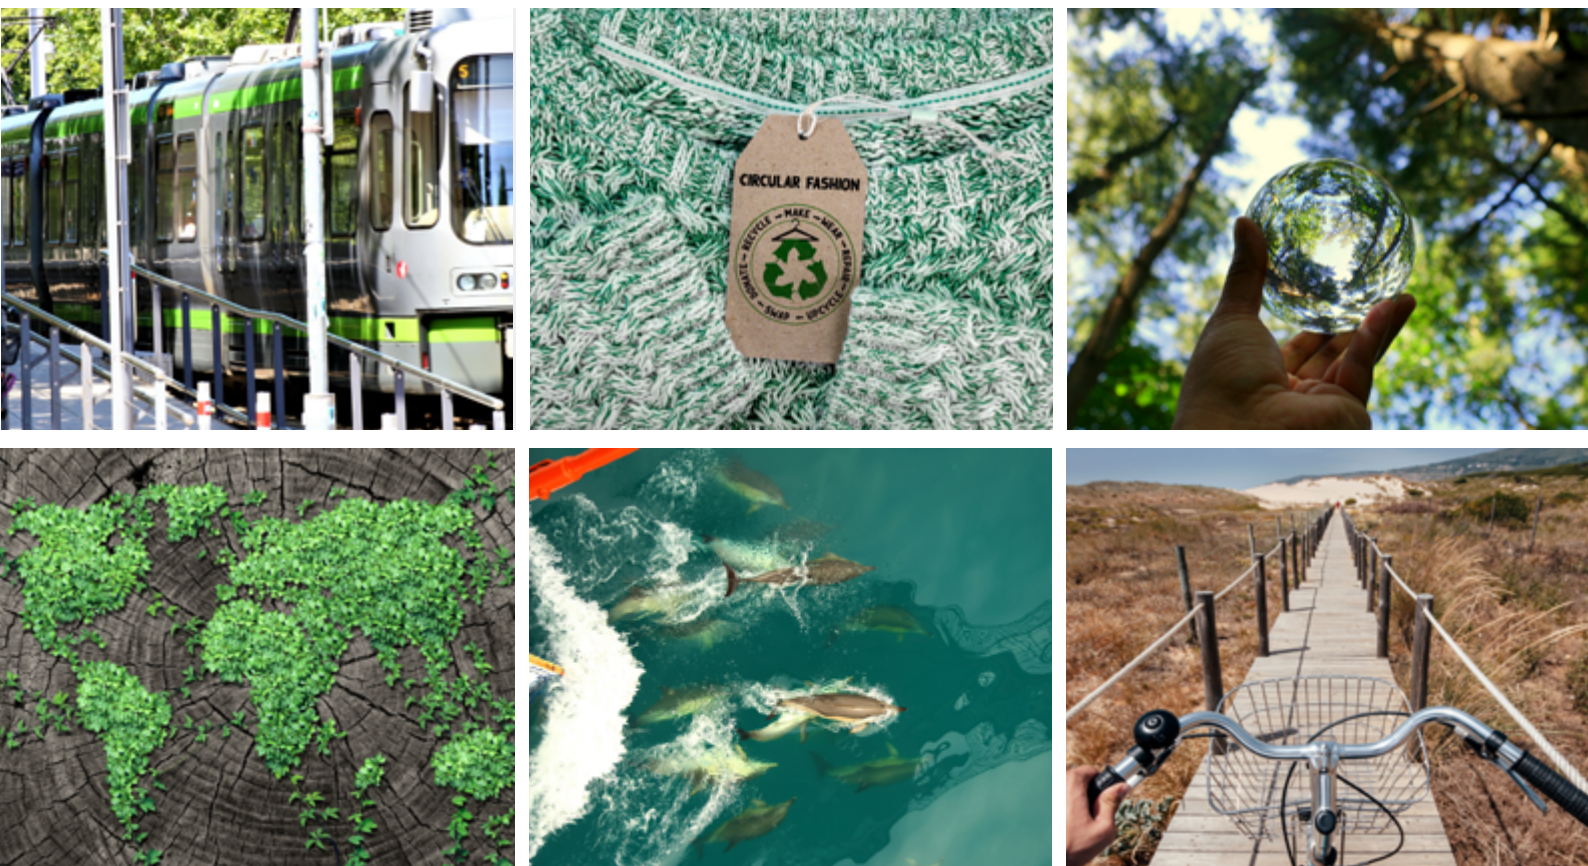 S
CIRCULAR FASHION
RECYCLE → MAKE → WEAR → REPAIR → UPCYCLE → SWAP → DONATE →